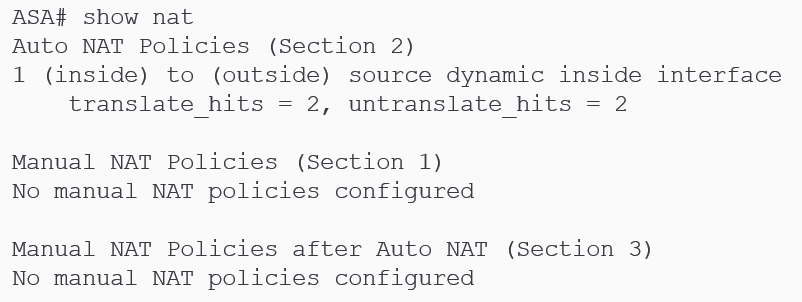 ASA# show nat
Auto NAT Policies (Section 2)
1 (inside) to (outside) source dynamic inside interface
    translate_hits = 2, untranslate_hits = 2

Manual NAT Policies (Section 1)
No manual NAT policies configured

Manual NAT Policies after Auto NAT (Section 3)
No manual NAT policies configured